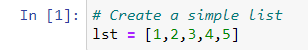 In [1]: # Create a simple list
lst = [1,2,3,4,5]